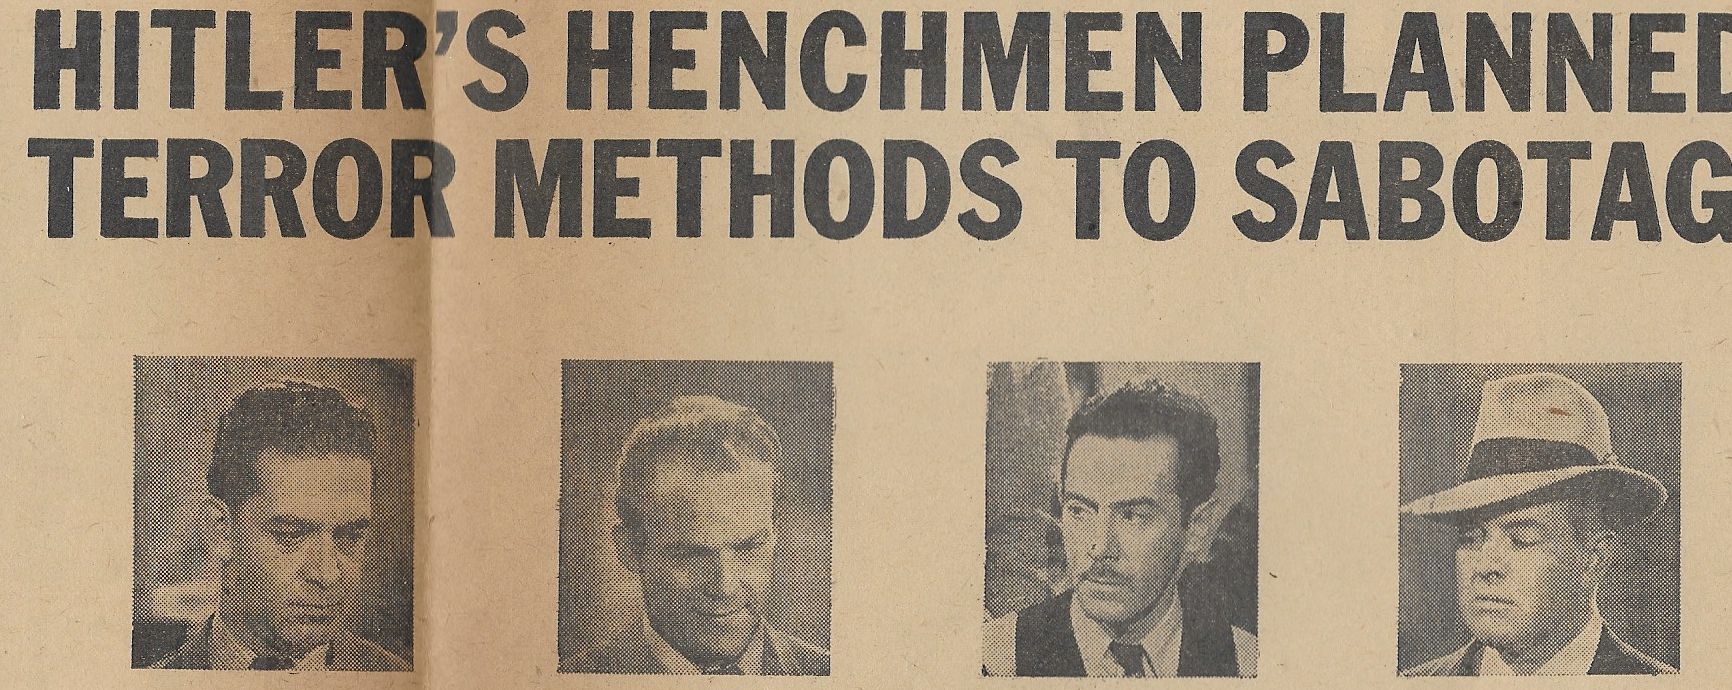 HITLER'S HENCHMEN PLANNED
TERROR METHODS TO SABOTAG